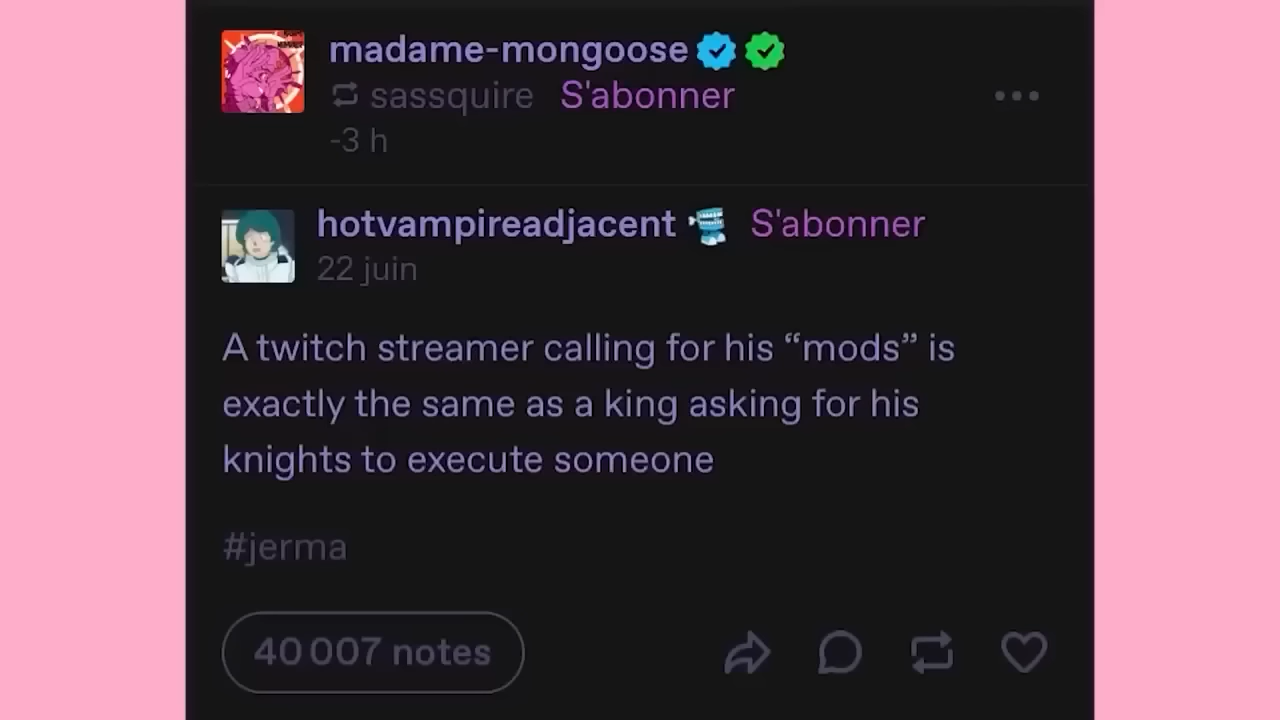 madame-mongoose
sassquire S'abonner
-3 h
hotvampireadjacent S'abonner
22 juin
A twitch streamer calling for his “mods” is
exactly the same as a king asking for his
knights to execute someone
#jerma
40 007 notes